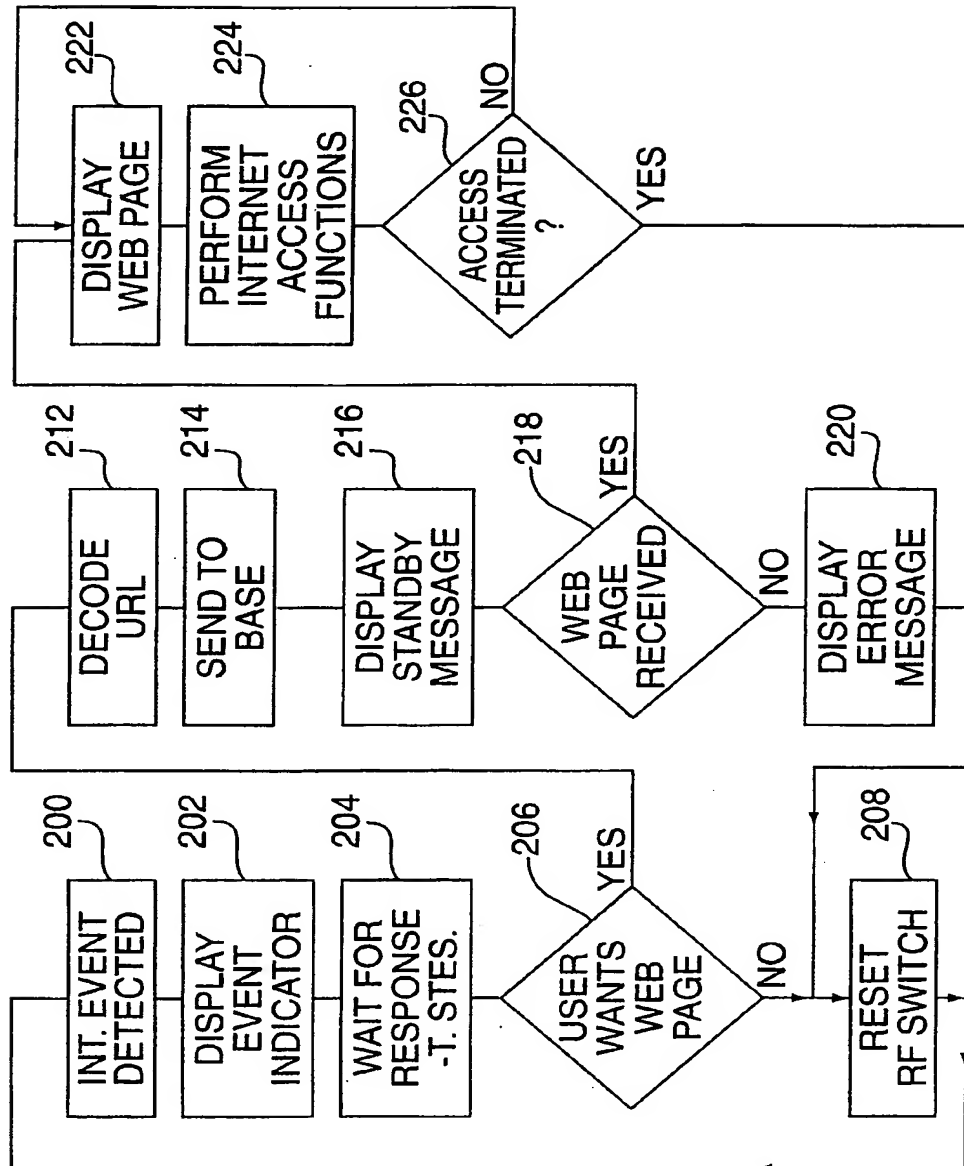 200
INT. EVENT
DETECTED
202
DISPLAY
EVENT
INDICATOR
204
WAIT FOR
RESPONSE
-T. STES.
206
USER
WANTS
WEB
PAGE
YES
NO
208
RESET
RF SWITCH
212
DECODE
URL
214
SEND TO
BASE
216
DISPLAY
STANDBY
MESSAGE
218
WEB
PAGE
RECEIVED
YES
NO
220
DISPLAY
ERROR
MESSAGE
222
DISPLAY
WEB PAGE
224
PERFORM
INTERNET
ACCESS
FUNCTIONS
226
ACCESS
TERMINATED
?
NO
YES